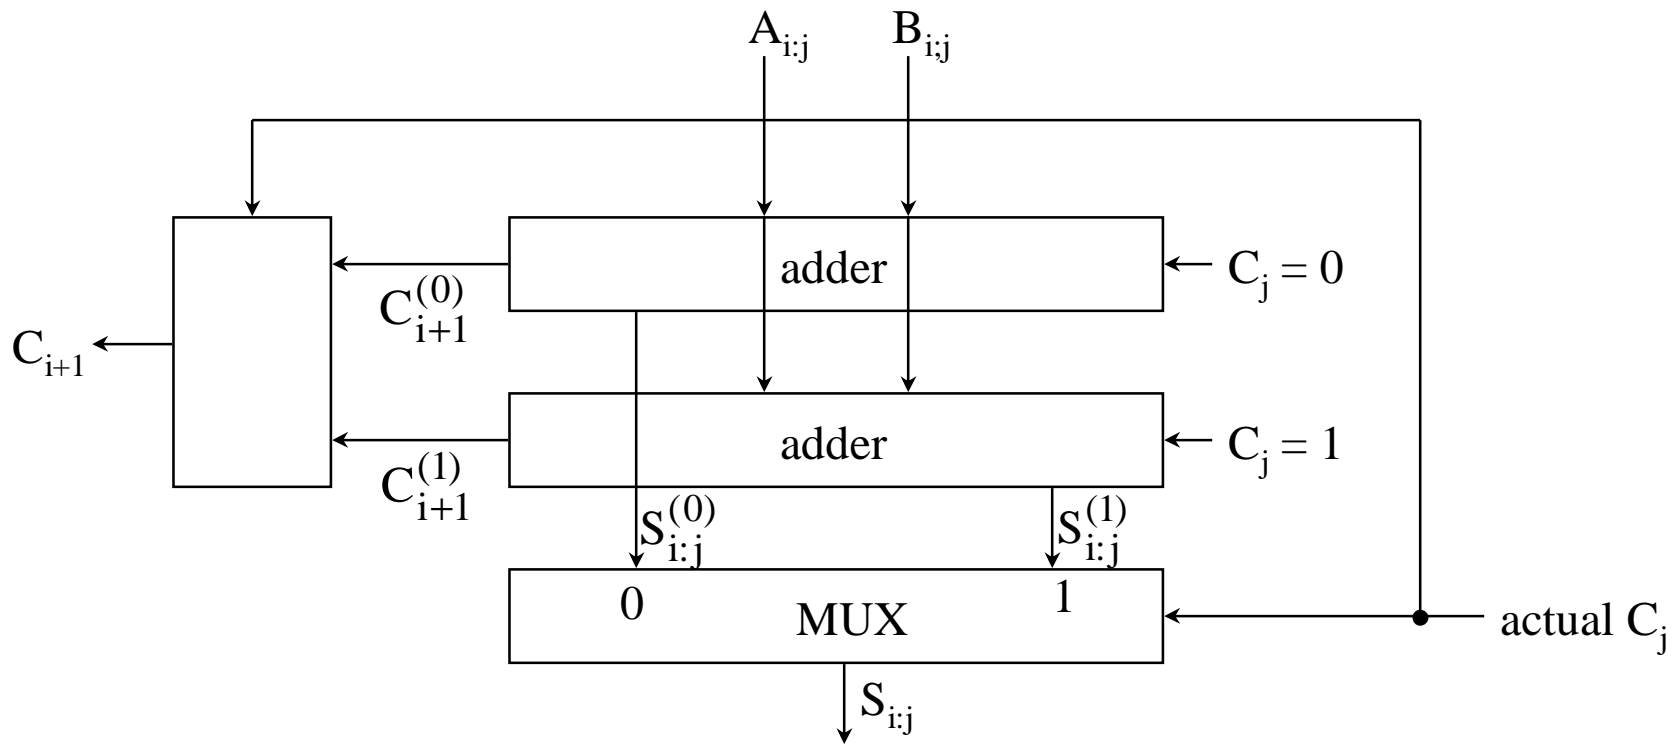 A_{i:j} B_{i;j}
adder C_j = 0
C_{i+1}^{(0)}
C_{i+1}
adder C_j = 1
C_{i+1}^{(1)}
S_{i:j}^{(0)} S_{i:j}^{(1)}
0 MUX 1
actual C_j
S_{i:j}